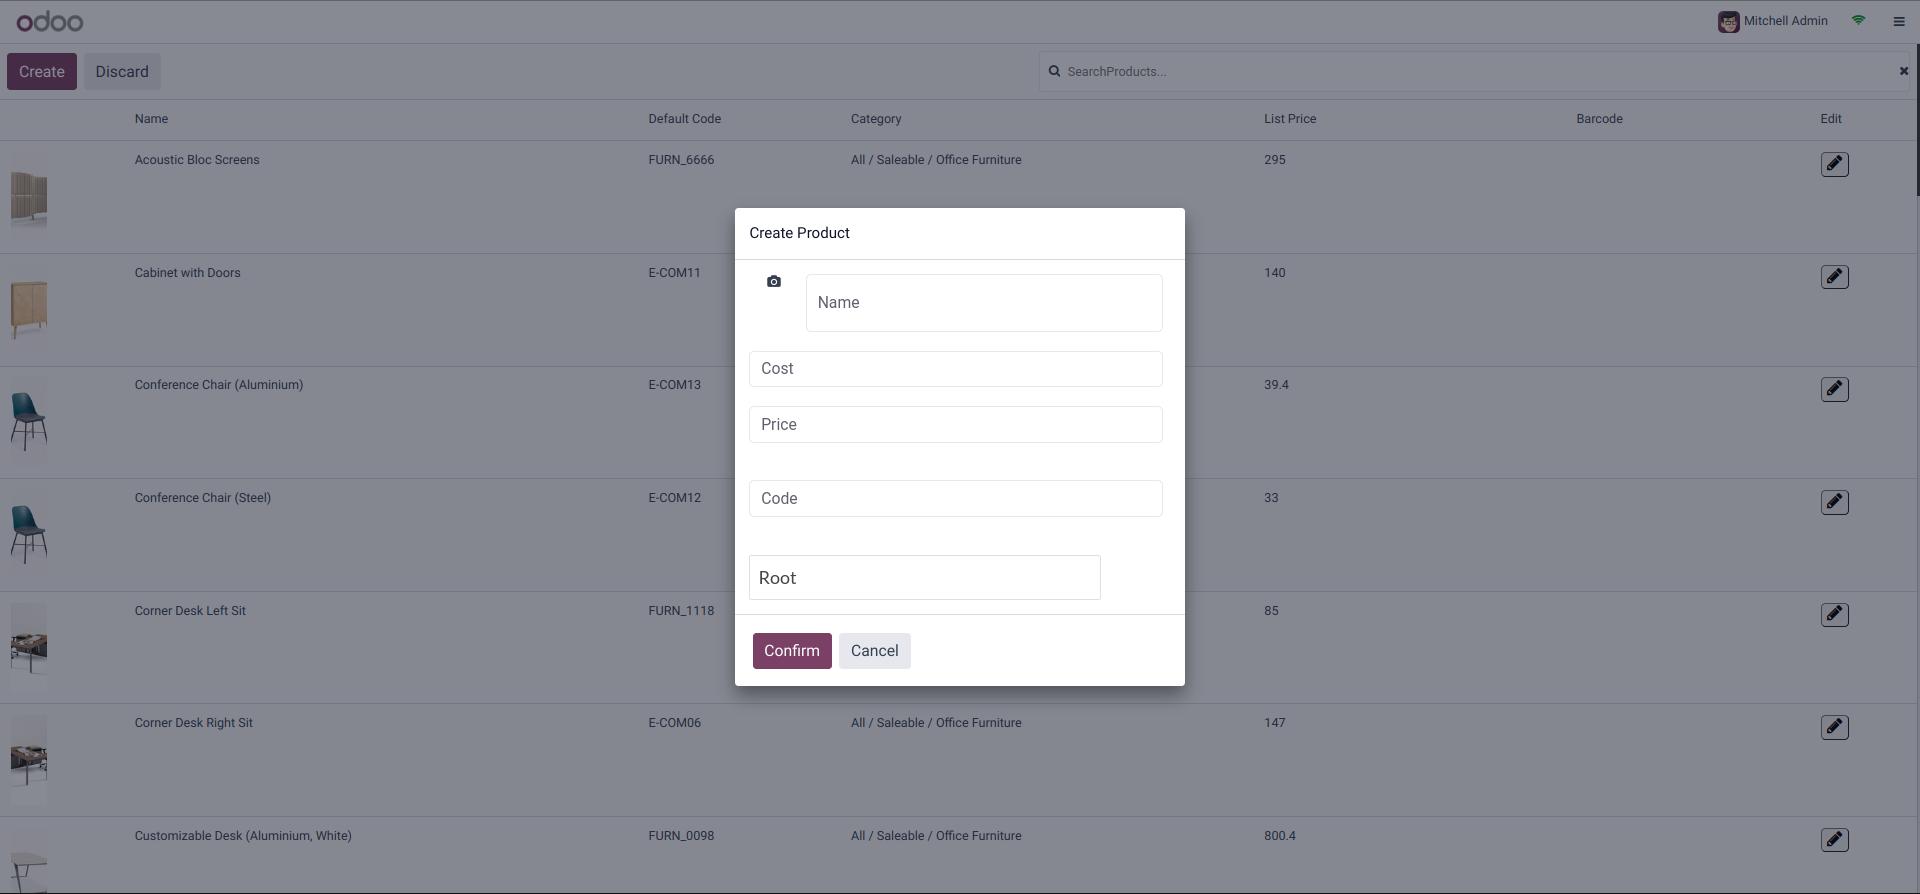 odoo
Mitchell Admin
Create Discard SearchProducts...
Name Default Code Category List Price Barcode Edit
Acoustic Bloc Screens FURN_6666 All / Saleable / Office Furniture 295
Cabinet with Doors E-COM11 140
Conference Chair (Aluminium) E-COM13 39.4
Conference Chair (Steel) E-COM12 33
Corner Desk Left Sit FURN_1118 85
Corner Desk Right Sit E-COM06 All / Saleable / Office Furniture 147
Customizable Desk (Aluminium, White) FURN_0098 All / Saleable / Office Furniture 800.4
Create Product
Name
Cost
Price
Code
Root
Confirm Cancel